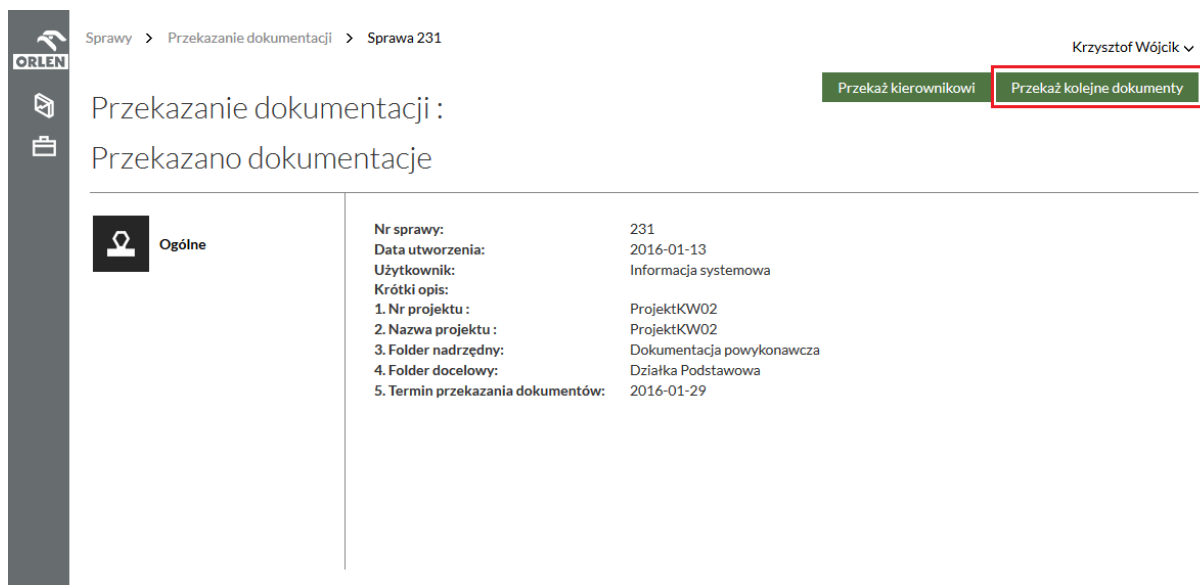 ORLEN
Sprawy > Przekazanie dokumentacji > Sprawa 231
Krzysztof Wójcik
Przekaż kierownikowi Przekaż kolejne dokumenty
Przekazanie dokumentacji :
Przekazano dokumentacje
Ogólne
Nr sprawy: 231
Data utworzenia: 2016-01-13
Użytkownik: Informacja systemowa
Krótki opis:
1. Nr projektu : ProjektKW02
2. Nazwa projektu : ProjektKW02
3. Folder nadrzędny: Dokumentacja powykonawcza
4. Folder docelowy: Działka Podstawowa
5. Termin przekazania dokumentów: 2016-01-29